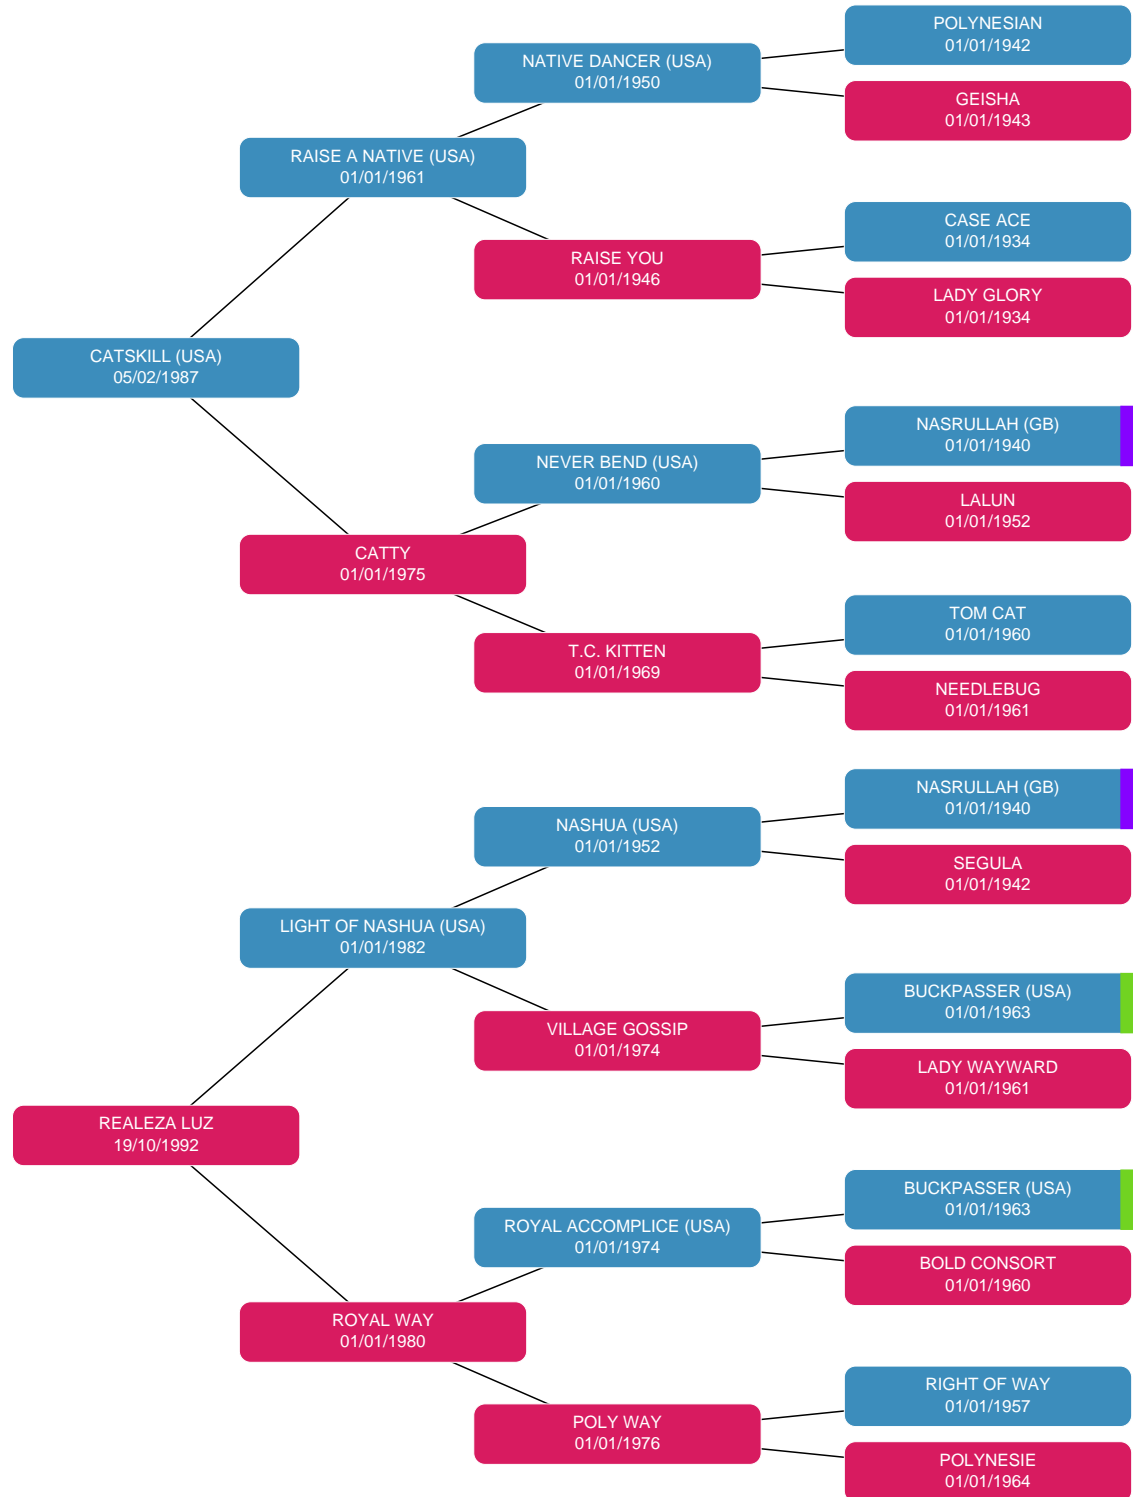 POLYNESIAN
01/01/1942
NATIVE DANCER (USA)
01/01/1950
GEISHA
01/01/1943
RAISE A NATIVE (USA)
01/01/1961
CASE ACE
01/01/1934
RAISE YOU
01/01/1946
LADY GLORY
01/01/1934
CATSKILL (USA)
05/02/1987
NASRULLAH (GB)
01/01/1940
NEVER BEND (USA)
01/01/1960
LALUN
01/01/1952
CATTY
01/01/1975
TOM CAT
01/01/1960
T.C. KITTEN
01/01/1969
NEEDLEBUG
01/01/1961
NASRULLAH (GB)
01/01/1940
NASHUA (USA)
01/01/1952
SEGULA
01/01/1942
LIGHT OF NASHUA (USA)
01/01/1982
BUCKPASSER (USA)
01/01/1963
VILLAGE GOSSIP
01/01/1974
LADY WAYWARD
01/01/1961
REALEZA LUZ
19/10/1992
BUCKPASSER (USA)
01/01/1963
ROYAL ACCOMPLICE (USA)
01/01/1974
BOLD CONSORT
01/01/1960
ROYAL WAY
01/01/1980
RIGHT OF WAY
01/01/1957
POLY WAY
01/01/1976
POLYNESIE
01/01/1964